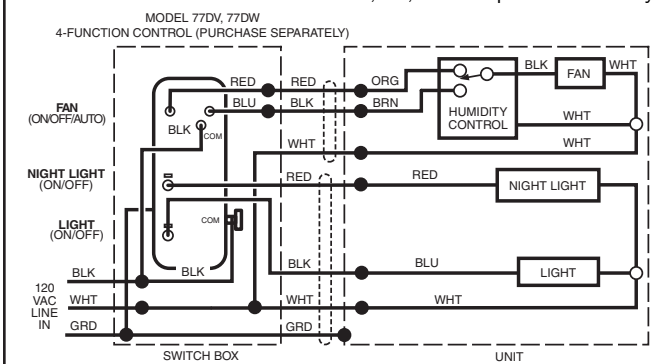 MODEL 77DV, 77DW
4-FUNCTION CONTROL (PURCHASE SEPARATELY)
RED RED ORG BLK FAN WHT
FAN
(ON/OFF/AUTO)
BLU BLK BRN
BLK COM
HUMIDITY
CONTROL
WHT
WHT WHT
NIGHT LIGHT
(ON/OFF)
RED RED NIGHT LIGHT
LIGHT
(ON/OFF)
COM
BLK BLK BLK BLU LIGHT
120
VAC
LINE
IN
WHT WHT WHT
GRD GRD
SWITCH BOX UNIT